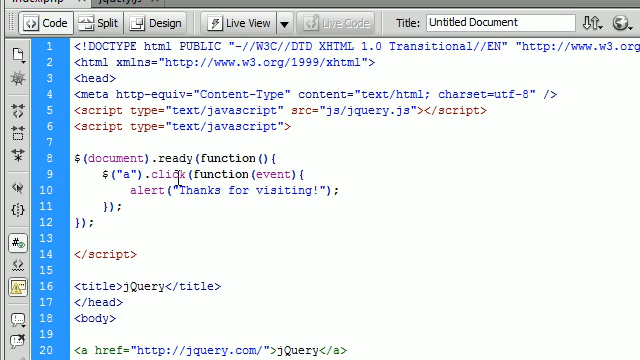 index.php jquery.js
Code Split Design Live View Live Code Title: Untitled Document
1 <!DOCTYPE html PUBLIC "-//W3C//DTD XHTML 1.0 Transitional//EN" "http://www.w3.o
2 <html xmlns="http://www.w3.org/1999/xhtml">
3 <head>
4 <meta http-equiv="Content-Type" content="text/html; charset=utf-8" />
5 <script type="text/javascript" src="js/jquery.js"></script>
6 <script type="text/javascript">
7
8 $(document).ready(function(){
9 $("a").click(function(event){
10 alert("Thanks for visiting!");
11 });
12 });
13
14 </script>
15
16 <title>jQuery</title>
17 </head>
18 <body>
19
20 <a href="http://jquery.com/">jQuery</a>